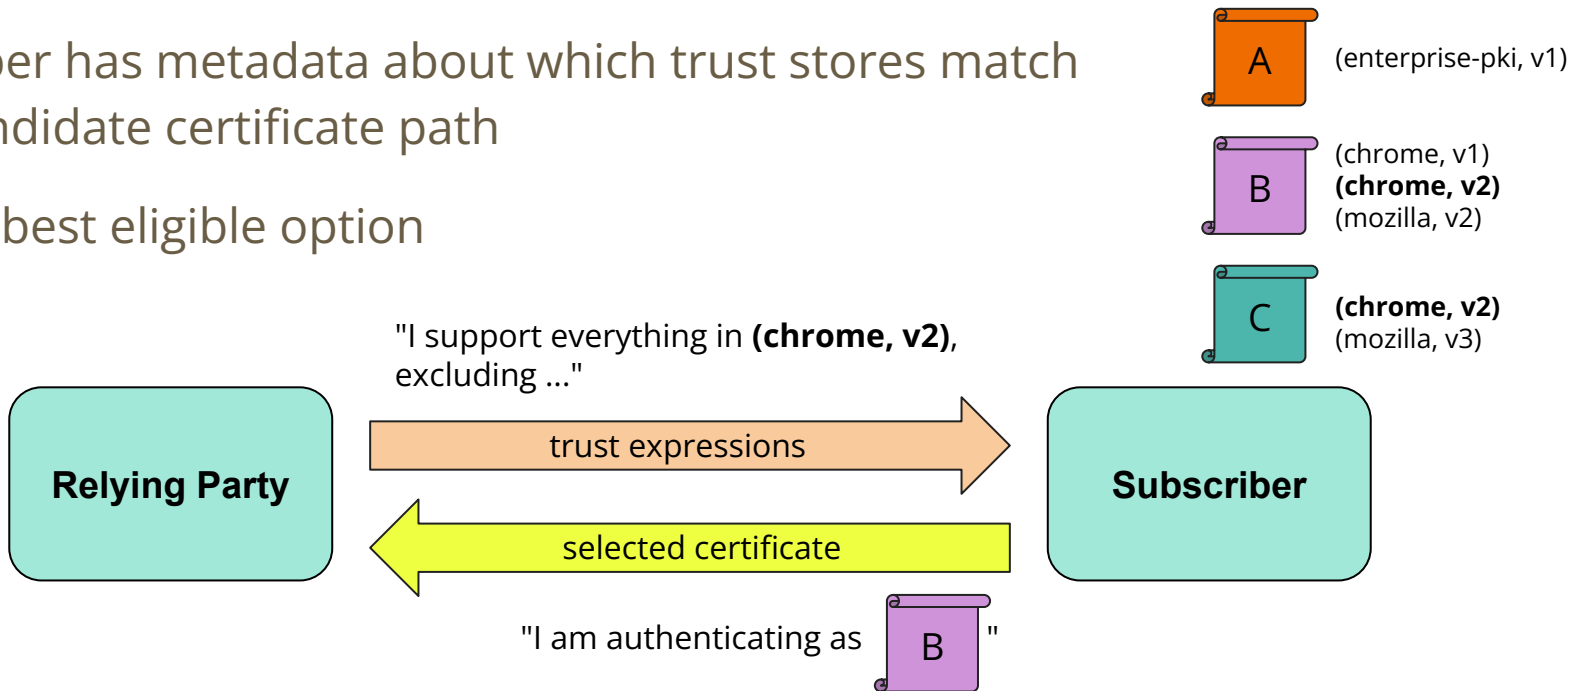 has metadata about which trust stores match
certificate path
best eligible option
A
(enterprise-pki, v1)
B
(chrome, v1)
(chrome, v2)
(mozilla, v2)
C
(chrome, v2)
(mozilla, v3)
"I support everything in (chrome, v2),
excluding ..."
trust expressions
Relying Party
Subscriber
selected certificate
"I am authenticating as B "